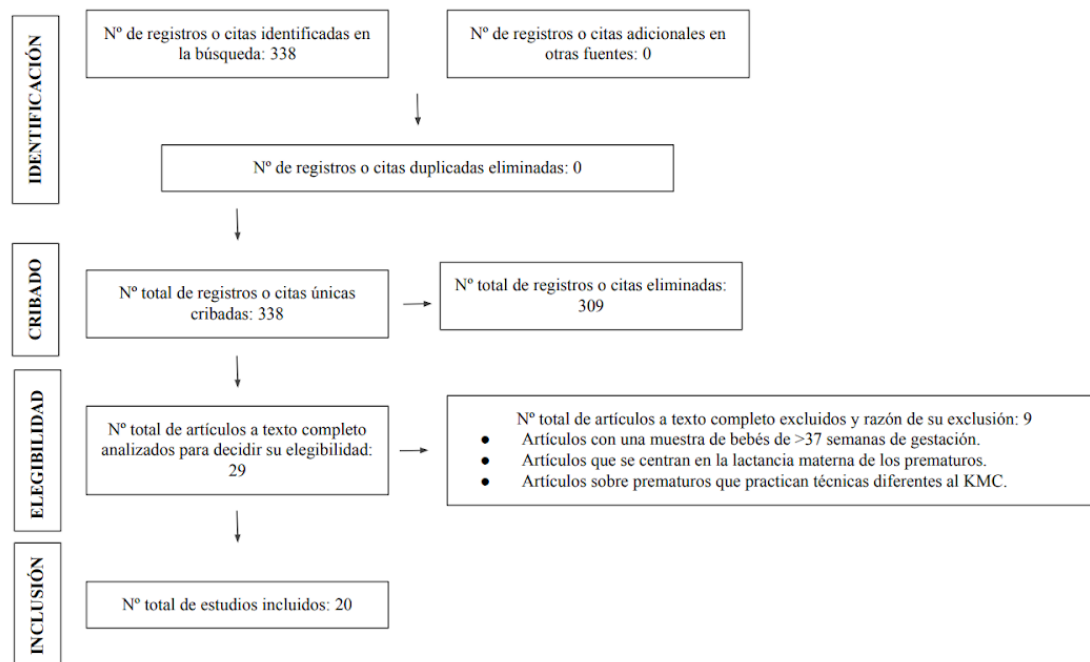 IDENTIFICACIÓN
Nº de registros o citas identificadas en
la búsqueda: 338
Nº de registros o citas adicionales en
otras fuentes: 0
Nº de registros o citas duplicadas eliminadas: 0
CRIBADO
Nº total de registros o citas únicas
cribadas: 338
Nº total de registros o citas eliminadas:
309
ELEGIBILIDAD
Nº total de artículos a texto completo
analizados para decidir su elegibilidad:
29
Nº total de artículos a texto completo excluidos y razón de su exclusión: 9
● Artículos con una muestra de bebés de >37 semanas de gestación.
● Artículos que se centran en la lactancia materna de los prematuros.
● Artículos sobre prematuros que practican técnicas diferentes al KMC.
INCLUSIÓN
Nº total de estudios incluidos: 20